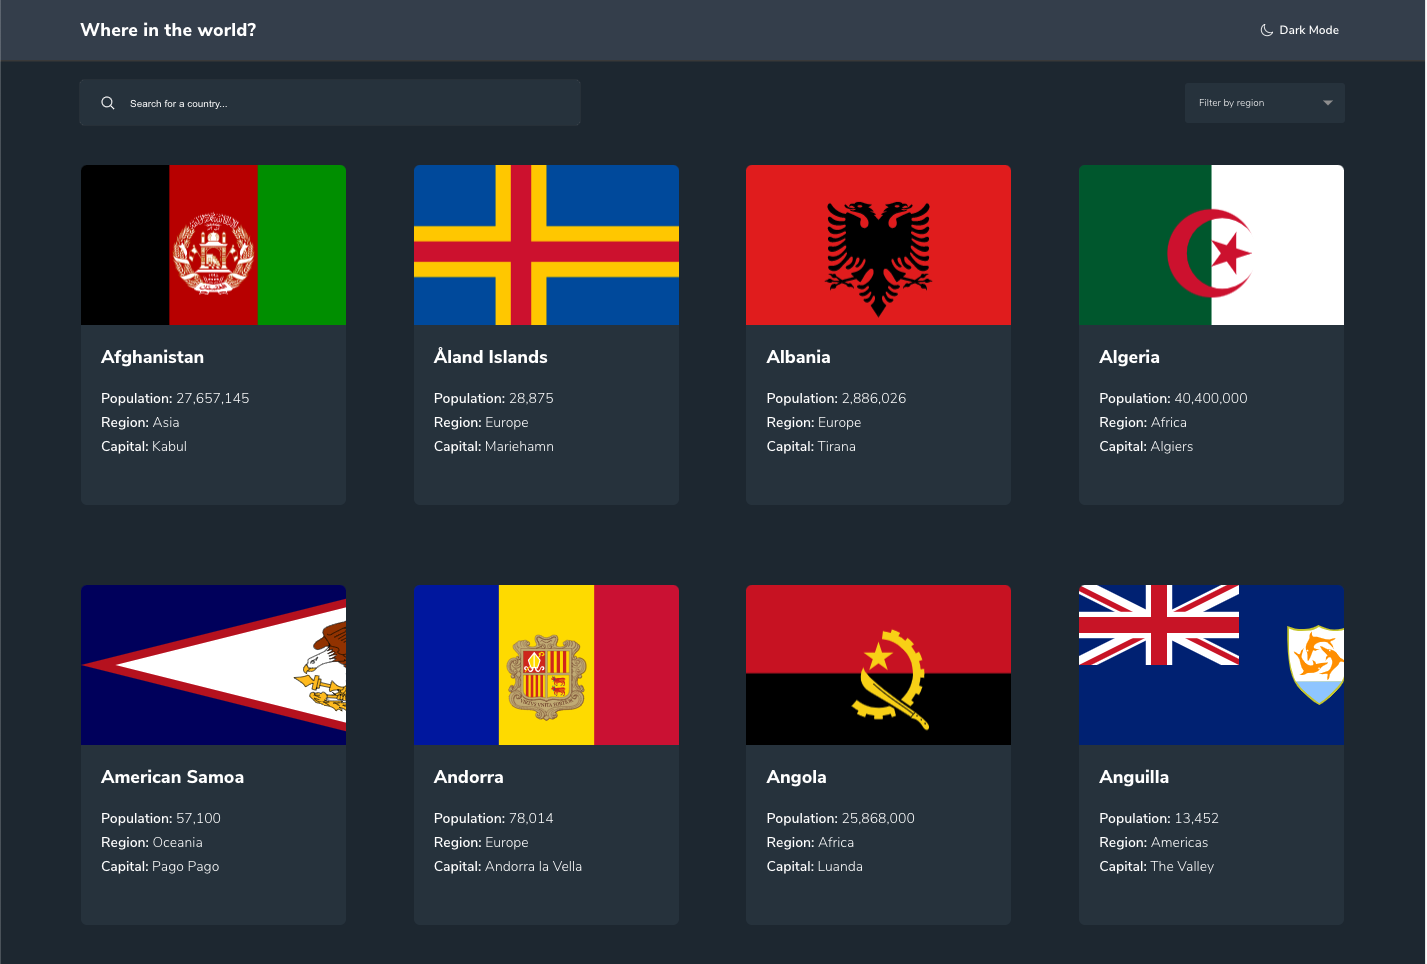 Where in the world?
Dark Mode
Search for a country...
Filter by region
Afghanistan
Population: 27,657,145
Region: Asia
Capital: Kabul
Åland Islands
Population: 28,875
Region: Europe
Capital: Mariehamn
Albania
Population: 2,886,026
Region: Europe
Capital: Tirana
Algeria
Population: 40,400,000
Region: Africa
Capital: Algiers
American Samoa
Population: 57,100
Region: Oceania
Capital: Pago Pago
Andorra
Population: 78,014
Region: Europe
Capital: Andorra la Vella
Angola
Population: 25,868,000
Region: Africa
Capital: Luanda
Anguilla
Population: 13,452
Region: Americas
Capital: The Valley